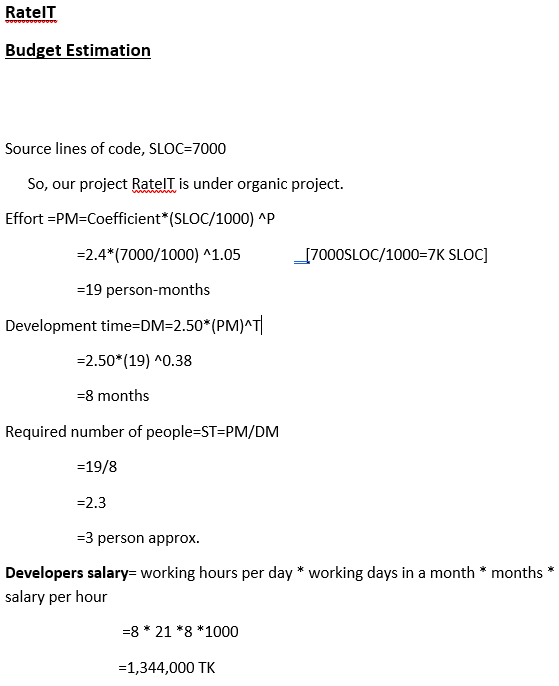 RateIT
Budget Estimation
Source lines of code, SLOC=7000
So, our project RateIT is under organic project.
Effort =PM=Coefficient*(SLOC/1000) ^P
=2.4*(7000/1000) ^1.05 [7000SLOC/1000=7K SLOC]
=19 person-months
Development time=DM=2.50*(PM)^T
=2.50*(19) ^0.38
=8 months
Required number of people=ST=PM/DM
=19/8
=2.3
=3 person approx.
Developers salary= working hours per day * working days in a month * months *
salary per hour
=8 * 21 *8 *1000
=1,344,000 TK